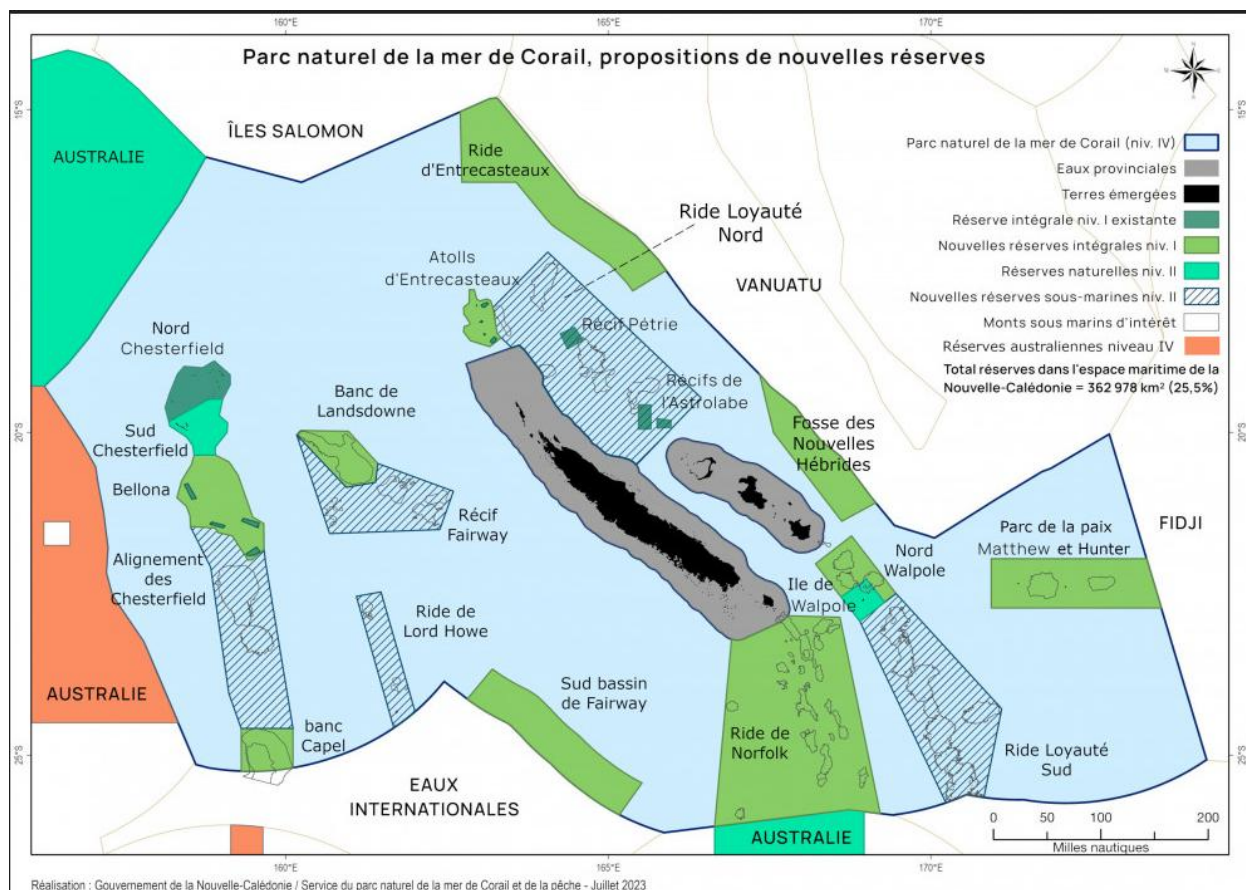 160°E
165°E
170°E
Parc naturel de la mer de Corail, propositions de nouvelles réserves
N
15°S
15°S
ÎLES SALOMON
AUSTRALIE
Ride
d'Entrecasteaux
Parc naturel de la mer de Corail (niv. IV)
Eaux provinciales
Terres émergées
Réserve intégrale niv. I existante
Nouvelles réserves intégrales niv. I
Réserves naturelles niv. II
Nouvelles réserves sous-marines niv. II
Monts sous marins d'intérêt
Réserves australiennes niveau IV
Total réserves dans l'espace maritime de la
Nouvelle-Calédonie = 362 978 km² (25,5%)
Ride Loyauté
Nord
Atolls
d'Entrecasteaux
VANUATU
Nord
Chesterfield
Récif Pétrie
Banc de
Landsdowne
Récifs de
l'Astrolabe
20°S
20°S
Sud
Chesterfield
Fosse des
Nouvelles
Hébrides
Bellona
Récif
Fairway
FIDJI
Parc de la paix
Matthew et Hunter
Nord
Walpole
Alignement
des
Chesterfield
Ile de
Walpole
Ride de
Lord Howe
AUSTRALIE
Sud bassin
de Fairway
banc
Capel
Ride de
Norfolk
Ride Loyauté
Sud
25°S
25°S
EAUX
INTERNATIONALES
AUSTRALIE
0 50 100 200
Milles nautiques
160°E
165°E
170°E
Réalisation : Gouvernement de la Nouvelle-Calédonie / Service du parc naturel de la mer de Corail et de la pêche - Juillet 2023